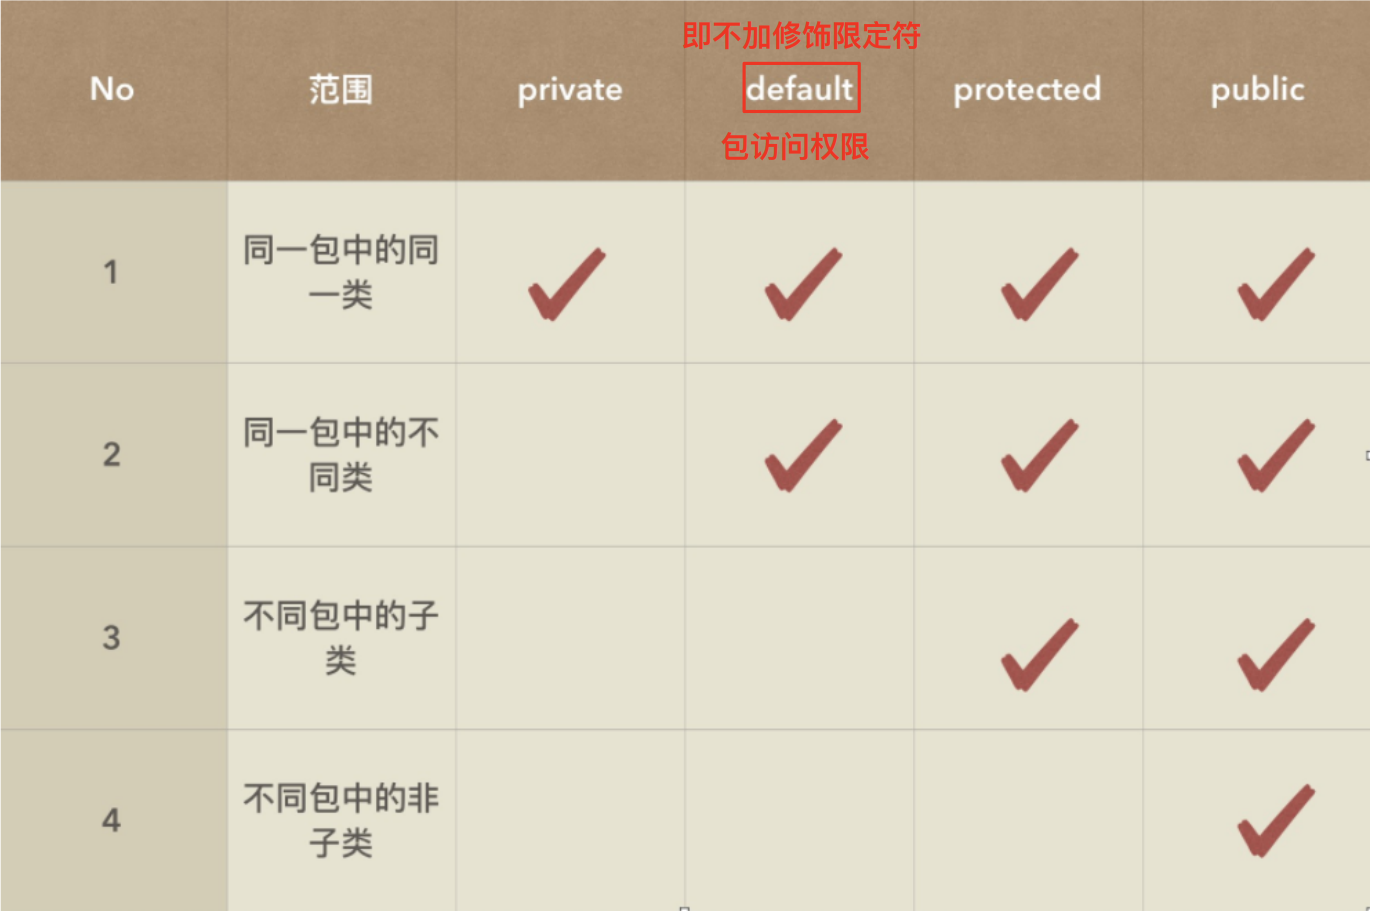 即不加修饰限定符
No 范围 private default protected public
包访问权限
1 同一包中的同
一类
2 同一包中的不
同类
3 不同包中的子
类
4 不同包中的非
子类